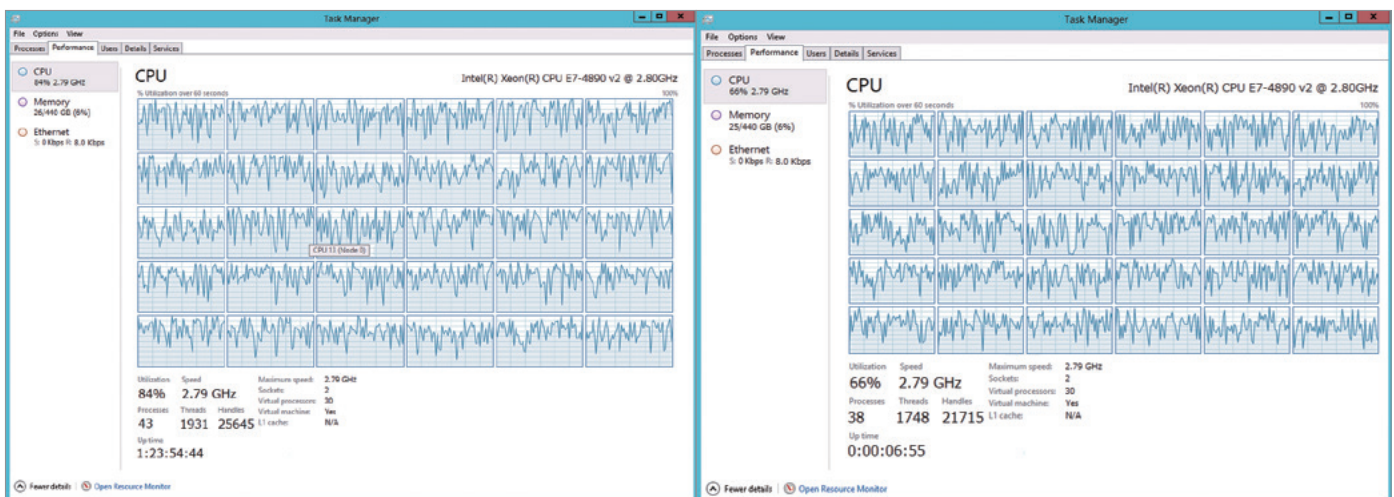 Task Manager
File Options View
Processes Performance Users Details Services
CPU
84% 2.79 GHz
Memory
26/440 GB (6%)
Ethernet
S: 0 Kbps R: 8.0 Kbps
CPU Intel(R) Xeon(R) CPU E7-4890 v2 @ 2.80GHz
% Utilization over 60 seconds 100%
CPU 13 (Node 0)
Utilization Speed Maximum speed: 2.79 GHz
84% 2.79 GHz Sockets: 2
Virtual processors: 30
Processes Threads Handles Virtual machine: Yes
43 1931 25645 L1 cache: N/A
Up time
1:23:54:44
Fewer details Open Resource Monitor
Task Manager
File Options View
Processes Performance Users Details Services
CPU
66% 2.79 GHz
Memory
25/440 GB (6%)
Ethernet
S: 0 Kbps R: 8.0 Kbps
CPU Intel(R) Xeon(R) CPU E7-4890 v2 @ 2.80GHz
% Utilization over 60 seconds 100%
Utilization Speed Maximum speed: 2.79 GHz
66% 2.79 GHz Sockets: 2
Virtual processors: 30
Processes Threads Handles Virtual machine: Yes
38 1748 21715 L1 cache: N/A
Up time
0:00:06:55
Fewer details Open Resource Monitor